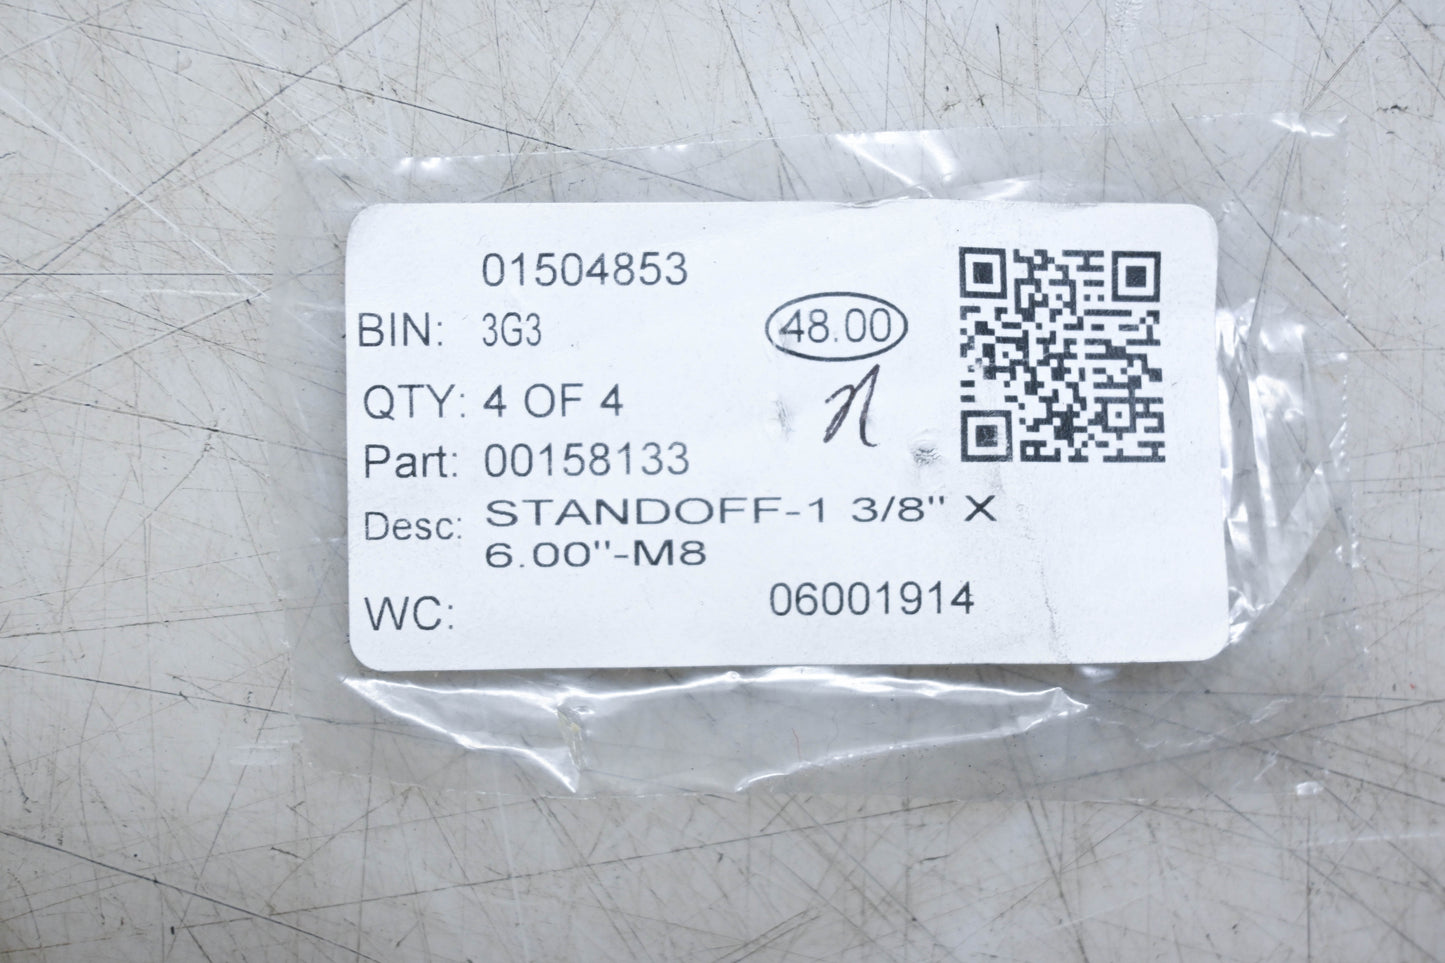 01504853
BIN: 3G3
48.00
QTY: 4 OF 4
n
Part: 00158133
Desc: STANDOFF-1 3/8" X
6.00"-M8
WC:
06001914